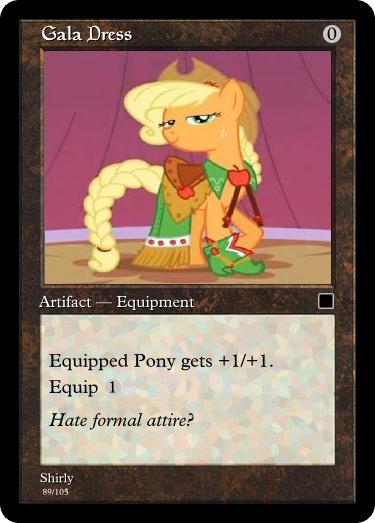 Gala Dress 0
Artifact — Equipment
Equipped Pony gets +1/+1.
Equip 1
Hate formal attire?
Shirly
89/105